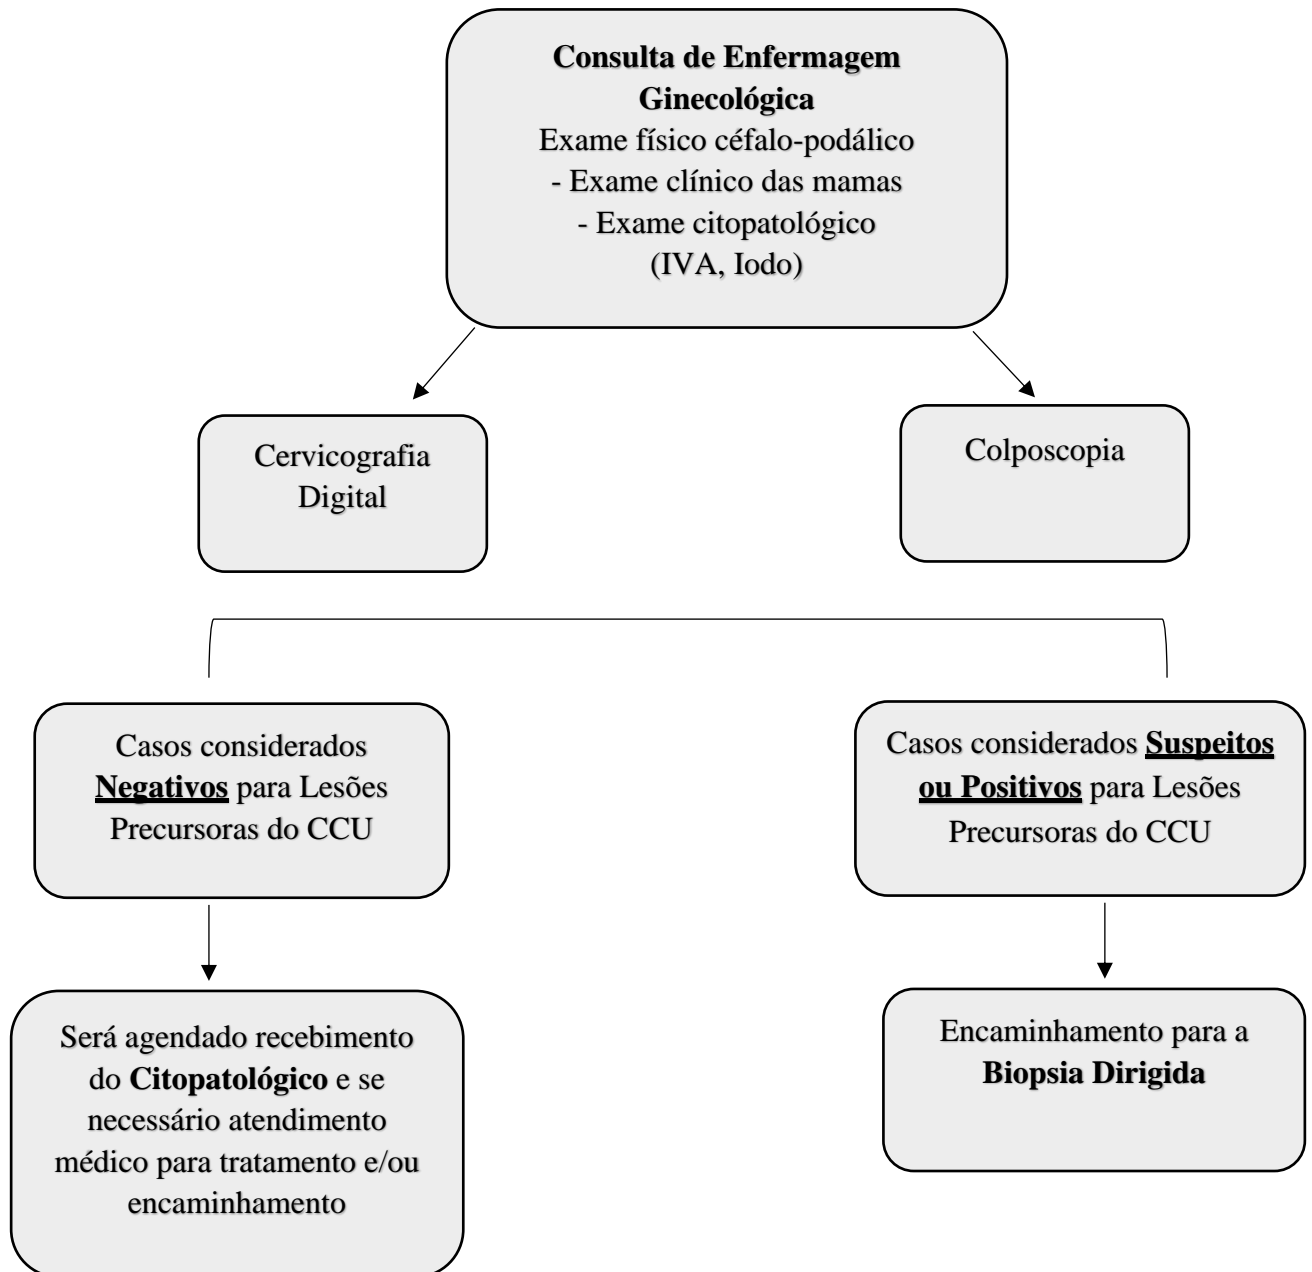 Consulta de Enfermagem
Ginecológica
Exame físico céfalo-podálico
- Exame clínico das mamas
- Exame citopatológico
(IVA, Iodo)
Cervicografia
Digital
Colposcopia
Casos considerados
Negativos para Lesões
Precursoras do CCU
Casos considerados Suspeitos
ou Positivos para Lesões
Precursoras do CCU
Será agendado recebimento
do Citopatológico e se
necessário atendimento
médico para tratamento e/ou
encaminhamento
Encaminhamento para a
Biopsia Dirigida